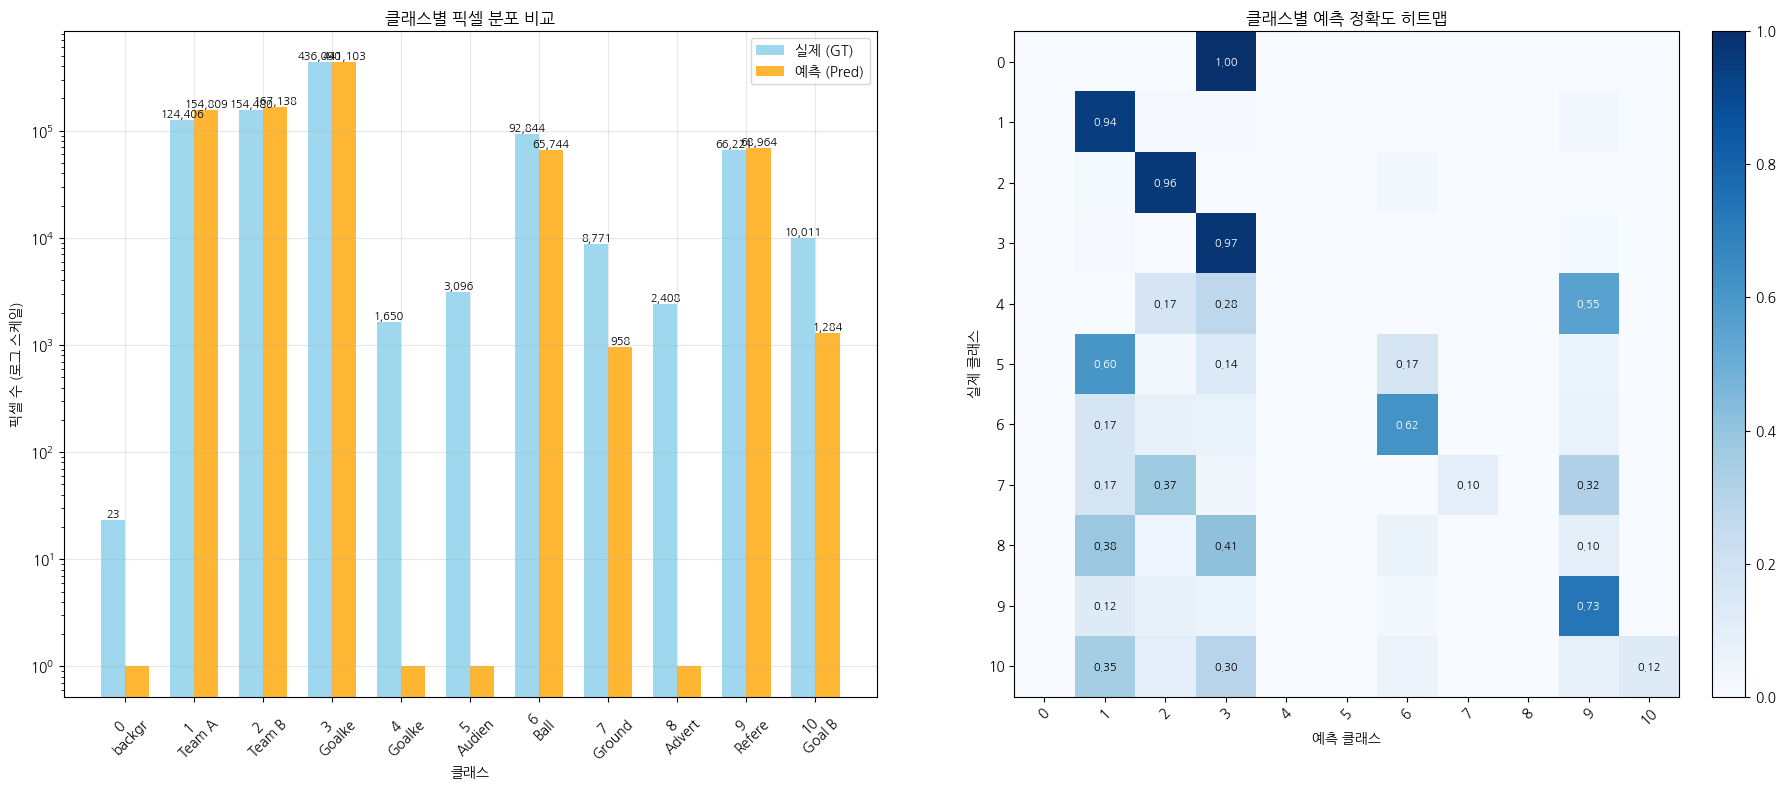 클래스별 픽셀 분포 비교
실제 (GT)
예측 (Pred)
픽셀 수 (로그 스케일)
10⁵
10⁴
10³
10²
10¹
10⁰
23
124,406
154,809
167,138
441,103
1,650
3,096
92,844
65,744
8,771
958
2,408
68,964
10,011
1,284
0
backgr
1
Team A
2
Team B
3
Goalke
4
Goalke
5
Audien
6
Ball
7
Ground
8
Advert
9
Refere
10
Goal B
클래스
클래스별 예측 정확도 히트맵
실제 클래스
0
1
2
3
4
5
6
7
8
9
10
1.00
0.94
0.96
0.97
0.17 0.28 0.55
0.60 0.14 0.17
0.17 0.62
0.17 0.37 0.10 0.32
0.38 0.41 0.10
0.12 0.73
0.35 0.30 0.12
0 1 2 3 4 5 6 7 8 9 10
예측 클래스
1.0
0.8
0.6
0.4
0.2
0.0